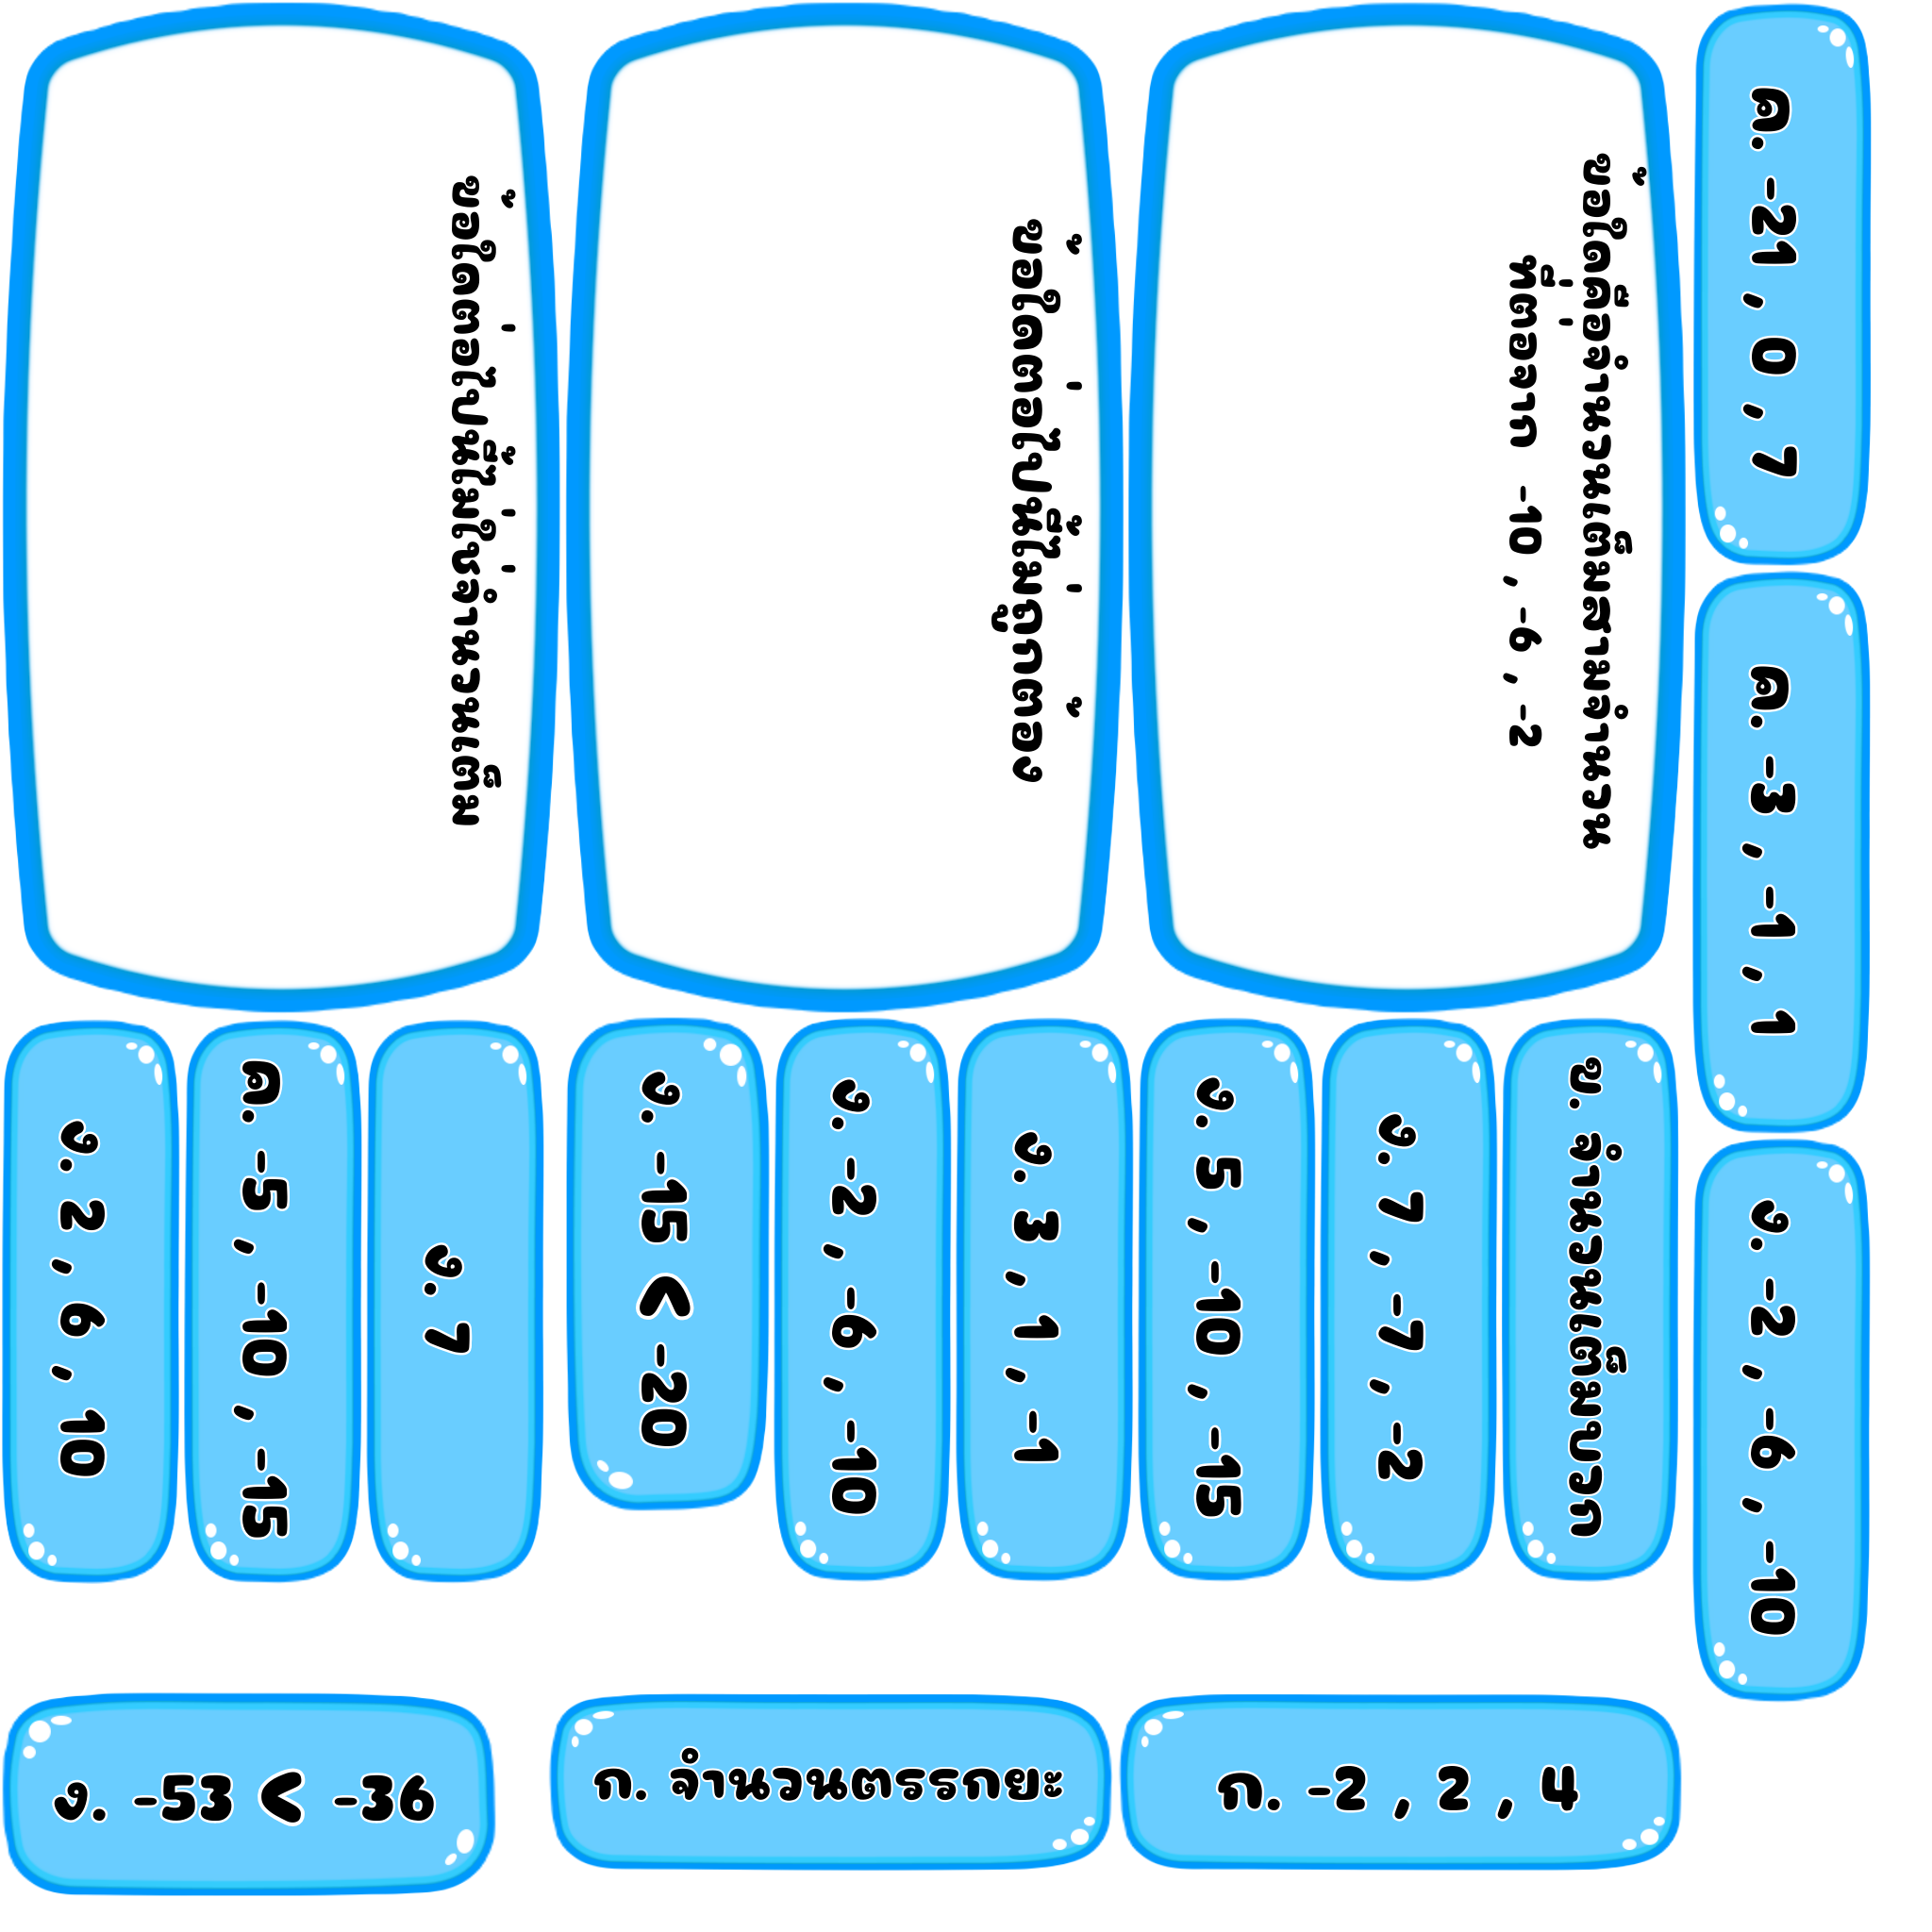 ข้อใดต่อไปนี้ไม่ใช่จำนวนเต็ม
ข้อใดต่อไปนี้ไม่ถูกต้อง
ข้อใดคือจำนวนเต็มสามจำนวน
ที่ต่อจาก -10 , -6 , -2
ค. -21 , 0 , 7
ค. -3 , -1 , 1
ง. -2 , -6 , -10
ง. 2 , 6 , 10
ค. -5 , -10 , -15
ง. 7
ง. -15 < -20
ง. -2 , -6 , -10
ง. 3 , 1 , -1
ง. 5 , -10 , -15
ง. 7 , -7 , -2
ข. จำนวนเต็มบวก
ง. -53 < -36
ก. จำนวนตรรกยะ
ก. -2 , 2 , 4